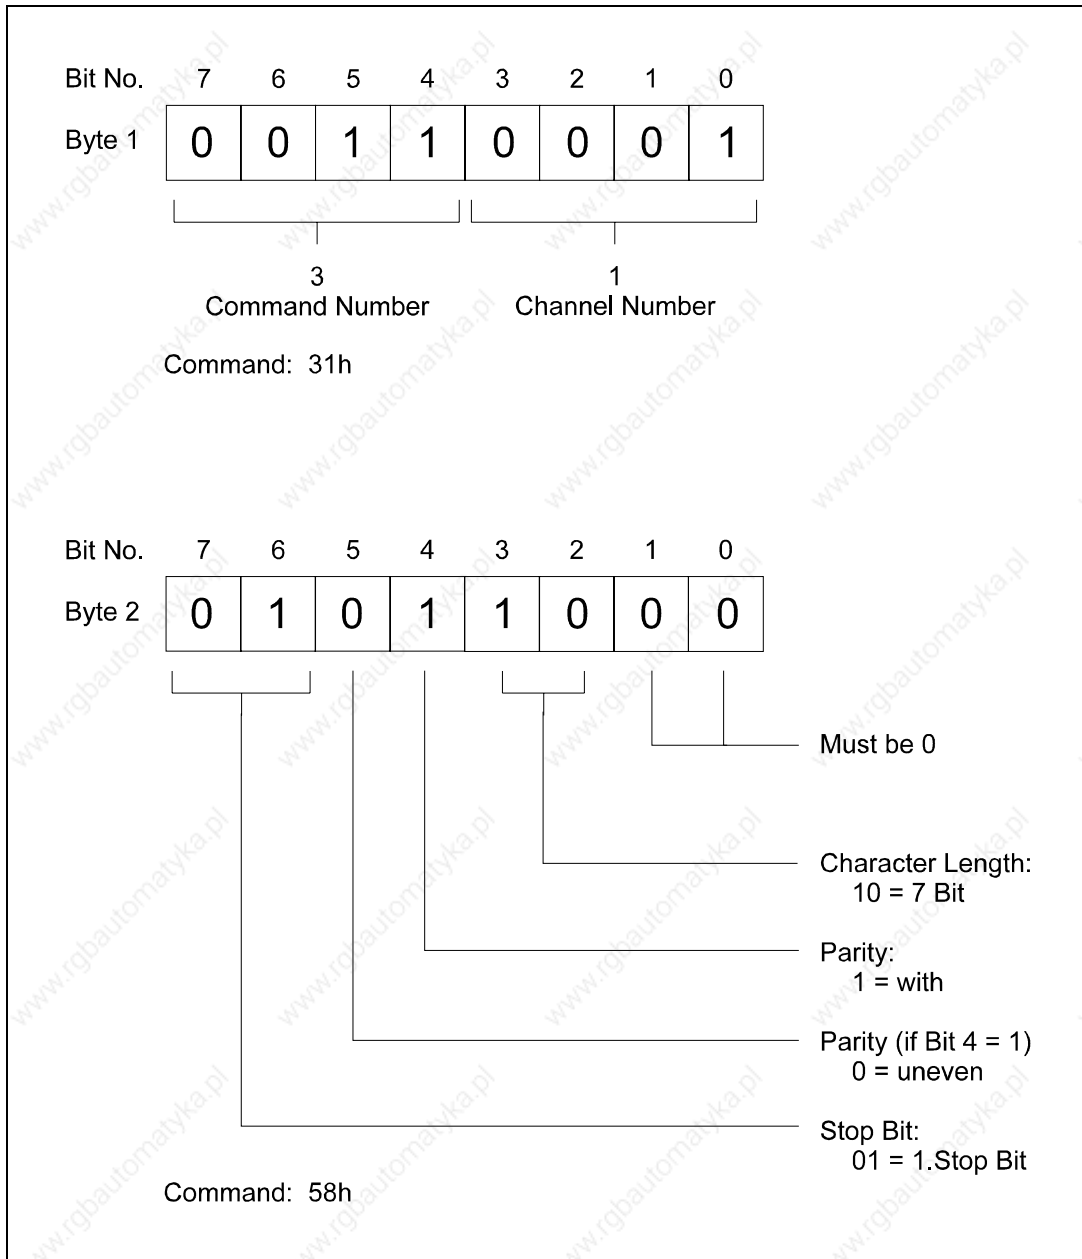 Bit No. 7 6 5 4 3 2 1 0
Byte 1 0 0 1 1 0 0 0 1
3 1
Command Number Channel Number
Command: 31h
Bit No. 7 6 5 4 3 2 1 0
Byte 2 0 1 0 1 1 0 0 0
Must be 0
Character Length:
10 = 7 Bit
Parity:
1 = with
Parity (if Bit 4 = 1)
0 = uneven
Stop Bit:
01 = 1.Stop Bit
Command: 58h
www.rgbautomatyka.pl